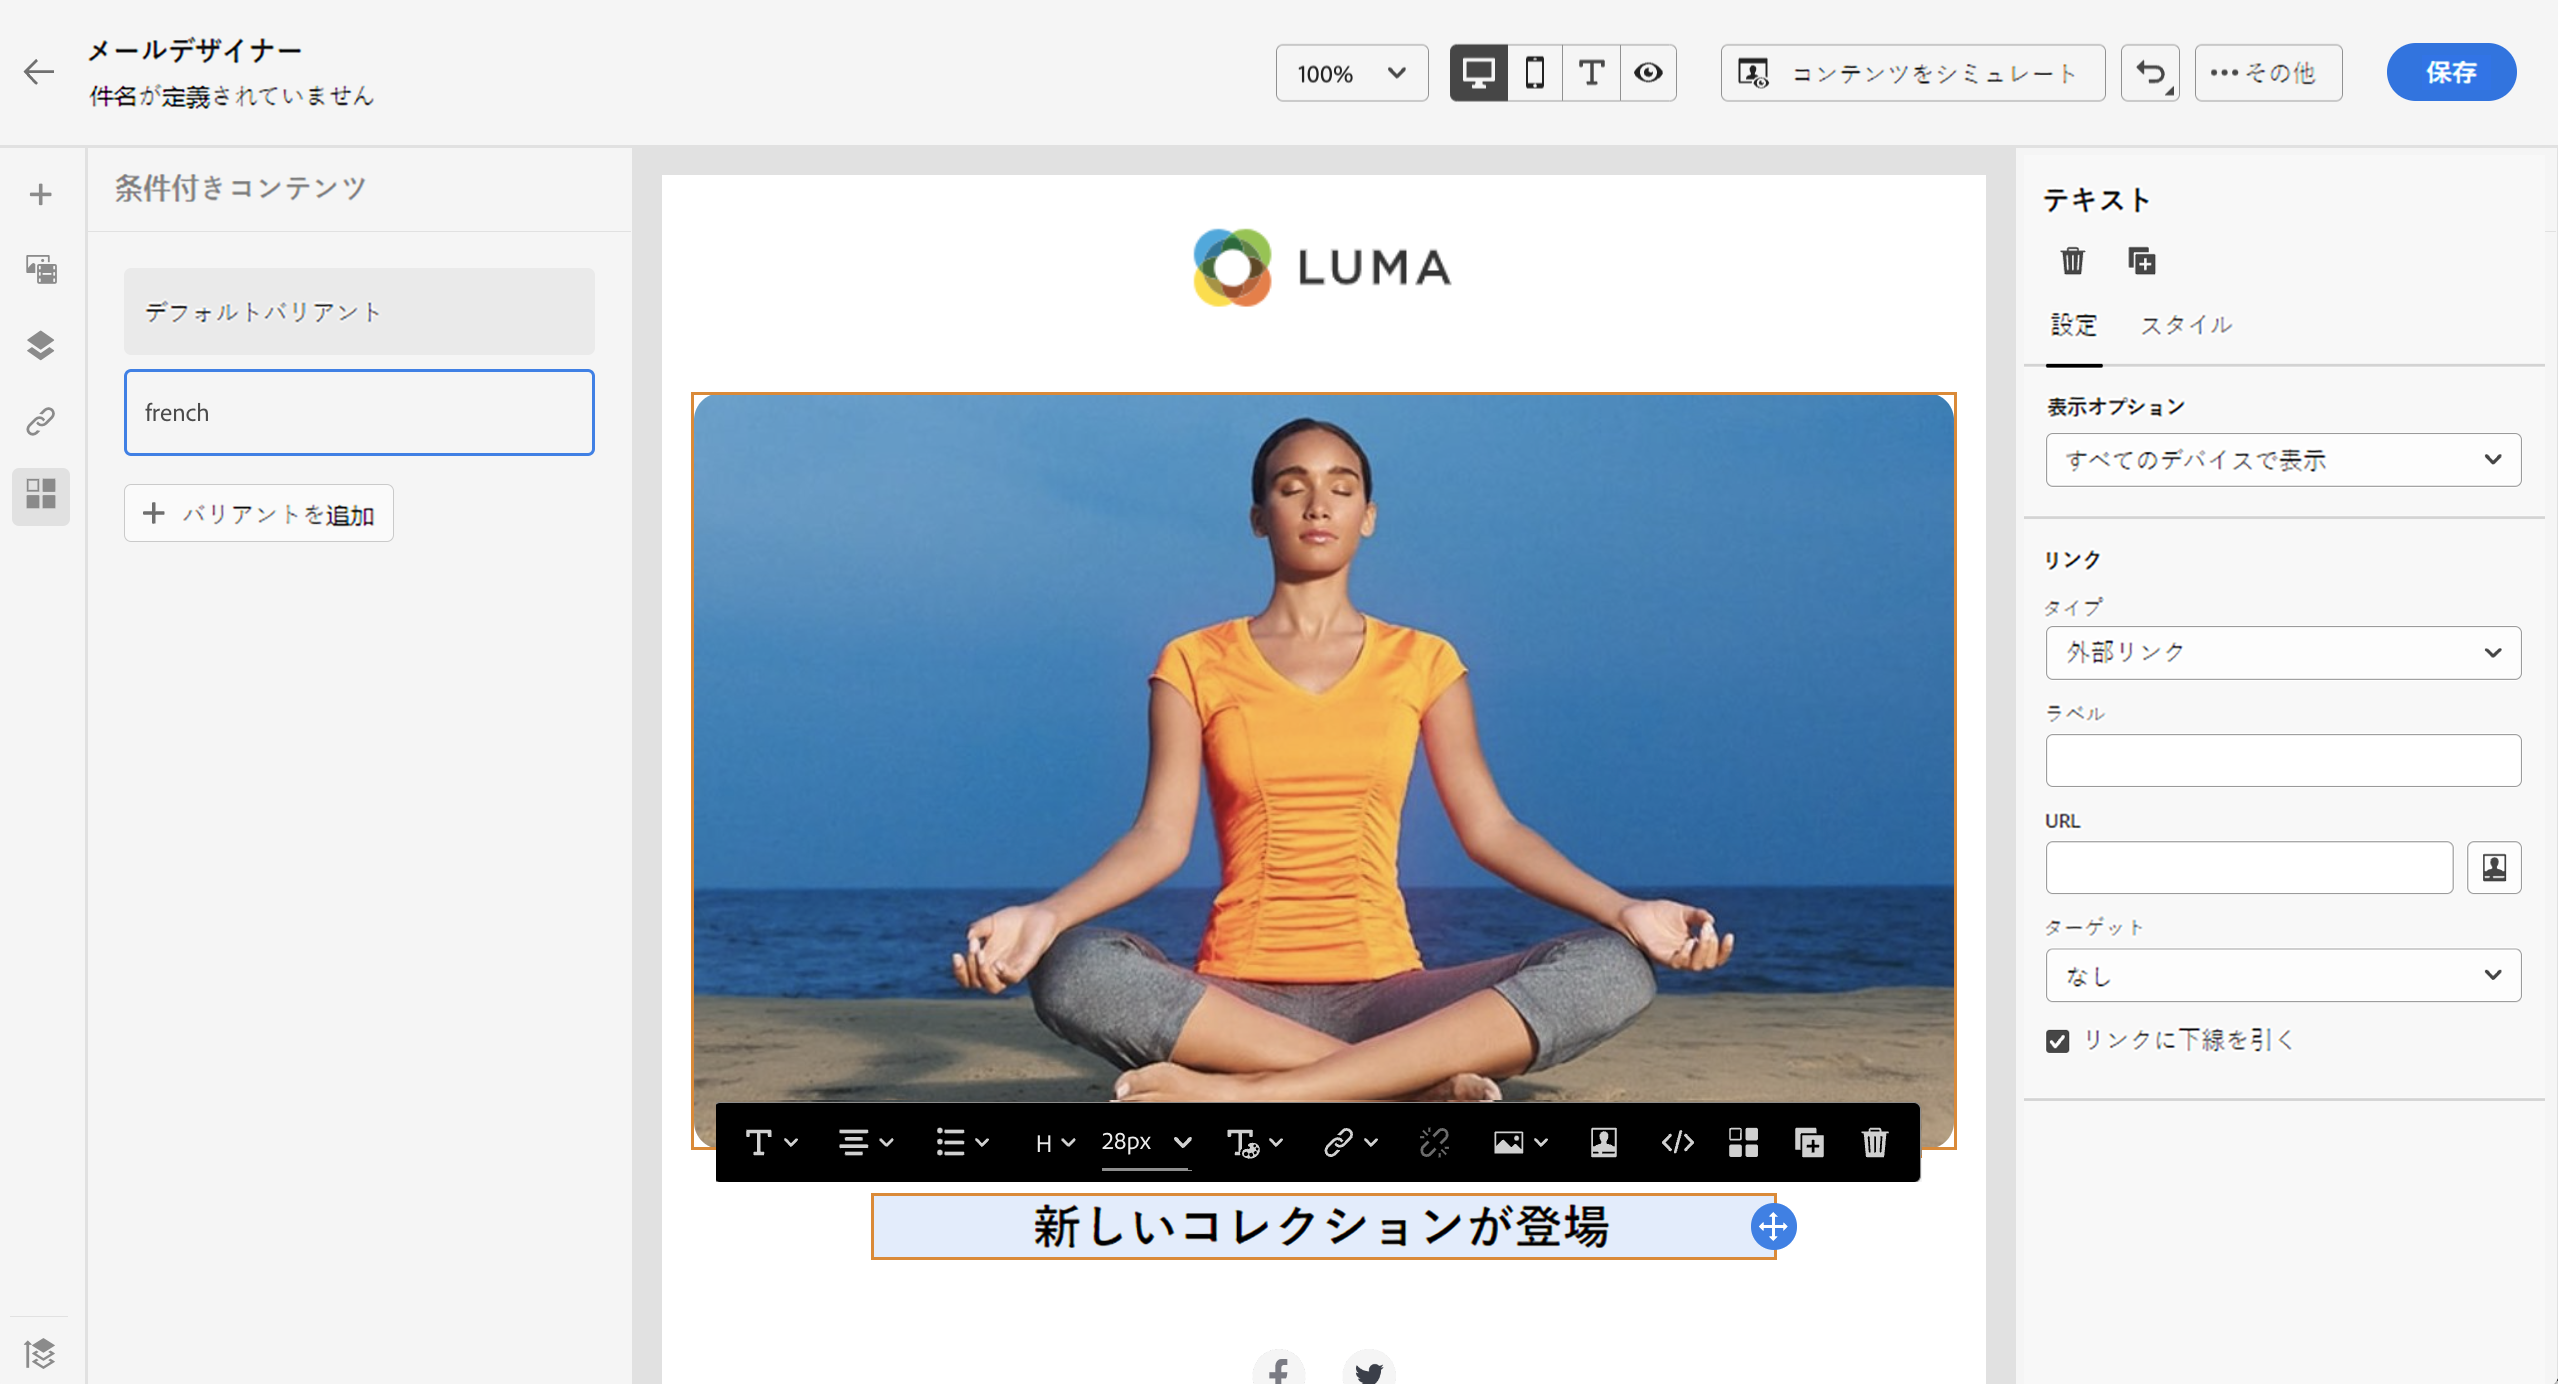 メールデザイナー
件名が定義されていません
100%
コンテンツをシミュレート
その他
保存
条件付きコンテンツ
デフォルトバリアント
french
バリアントを追加
LUMA
H
28px
新しいコレクションが登場
テキスト
設定
スタイル
表示オプション
すべてのデバイスで表示
リンク
タイプ
外部リンク
ラベル
URL
ターゲット
なし
リンクに下線を引く